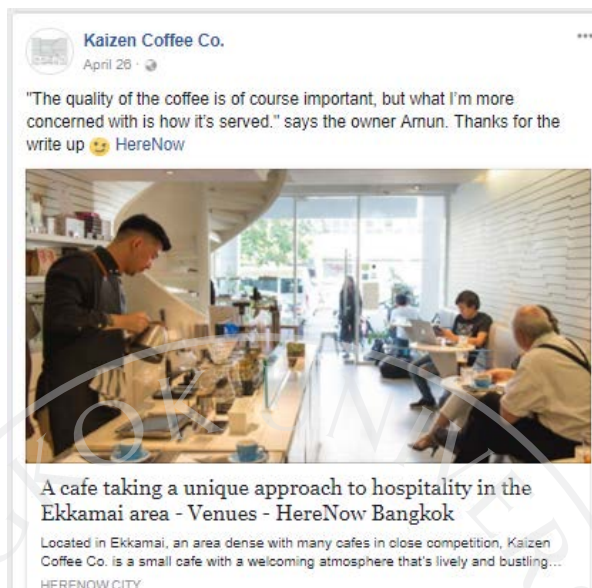 Kaizen Coffee Co.
April 26
"The quality of the coffee is of course important, but what I'm more
concerned with is how it's served." says the owner Arnun. Thanks for the
write up 😉 HereNow
A cafe taking a unique approach to hospitality in the
Ekkamai area - Venues - HereNow Bangkok
Located in Ekkamai, an area dense with many cafes in close competition, Kaizen
Coffee Co. is a small cafe with a welcoming atmosphere that's lively and bustling...
HERENOW.CITY